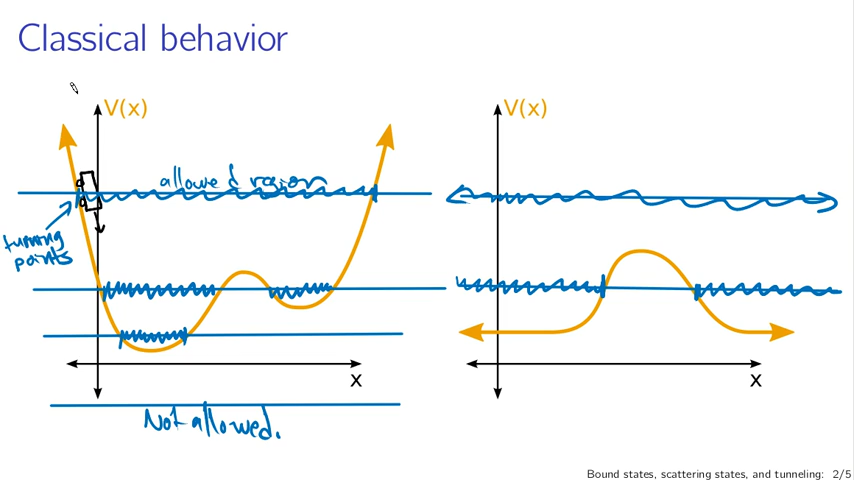 Classical behavior
V(x)
V(x)
allowed region
turning
points
x
x
Not allowed.
Bound states, scattering states, and tunneling: 2/5